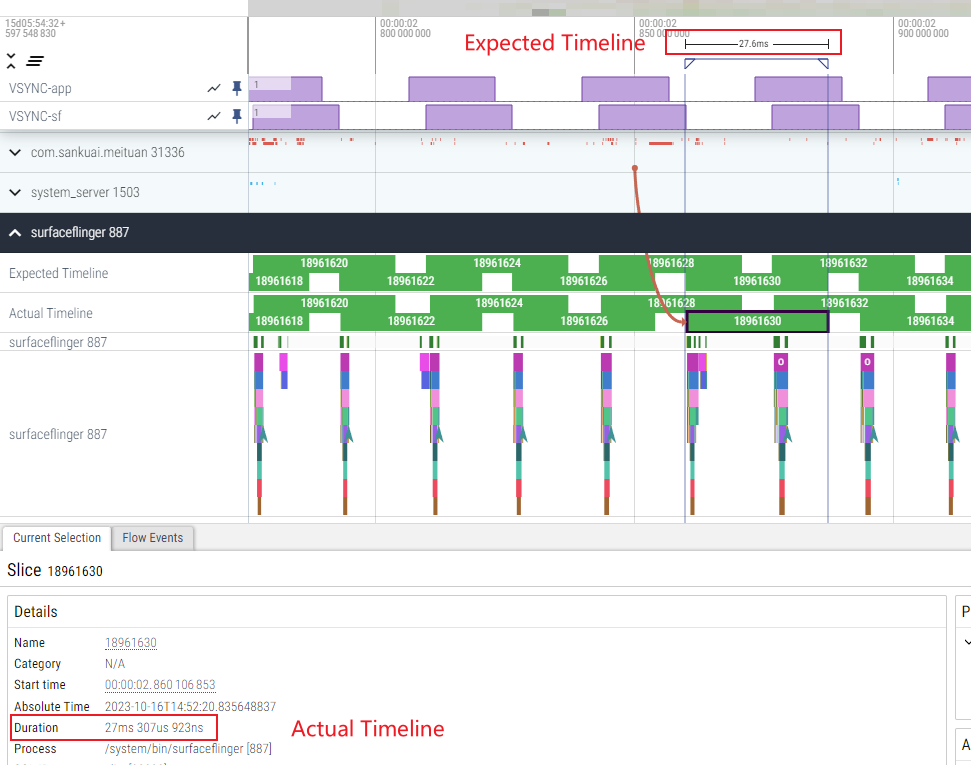 15d05:54:32+
597 548 830
00:00:02
800 000 000
00:00:02
850 000 000
00:00:02
900 000 000
Expected Timeline
27.6ms
VSYNC-app
1
VSYNC-sf
1
com.sankuai.meituan 31336
system_server 1503
surfaceflinger 887
Expected Timeline
18961620
18961624
18961628
18961632
18961618
18961622
18961626
18961630
18961634
Actual Timeline
18961620
18961624
18961628
18961632
18961618
18961622
18961626
18961630
18961634
surfaceflinger 887
surfaceflinger 887
o
o
Current Selection
Flow Events
Slice 18961630
Details
Name 18961630
Category N/A
Start time 00:00:02.860 106 853
Absolute Time 2023-10-16T14:52:20.835648837
Duration 27ms 307us 923ns
Actual Timeline
Process /system/bin/surfaceflinger [887]
P
A